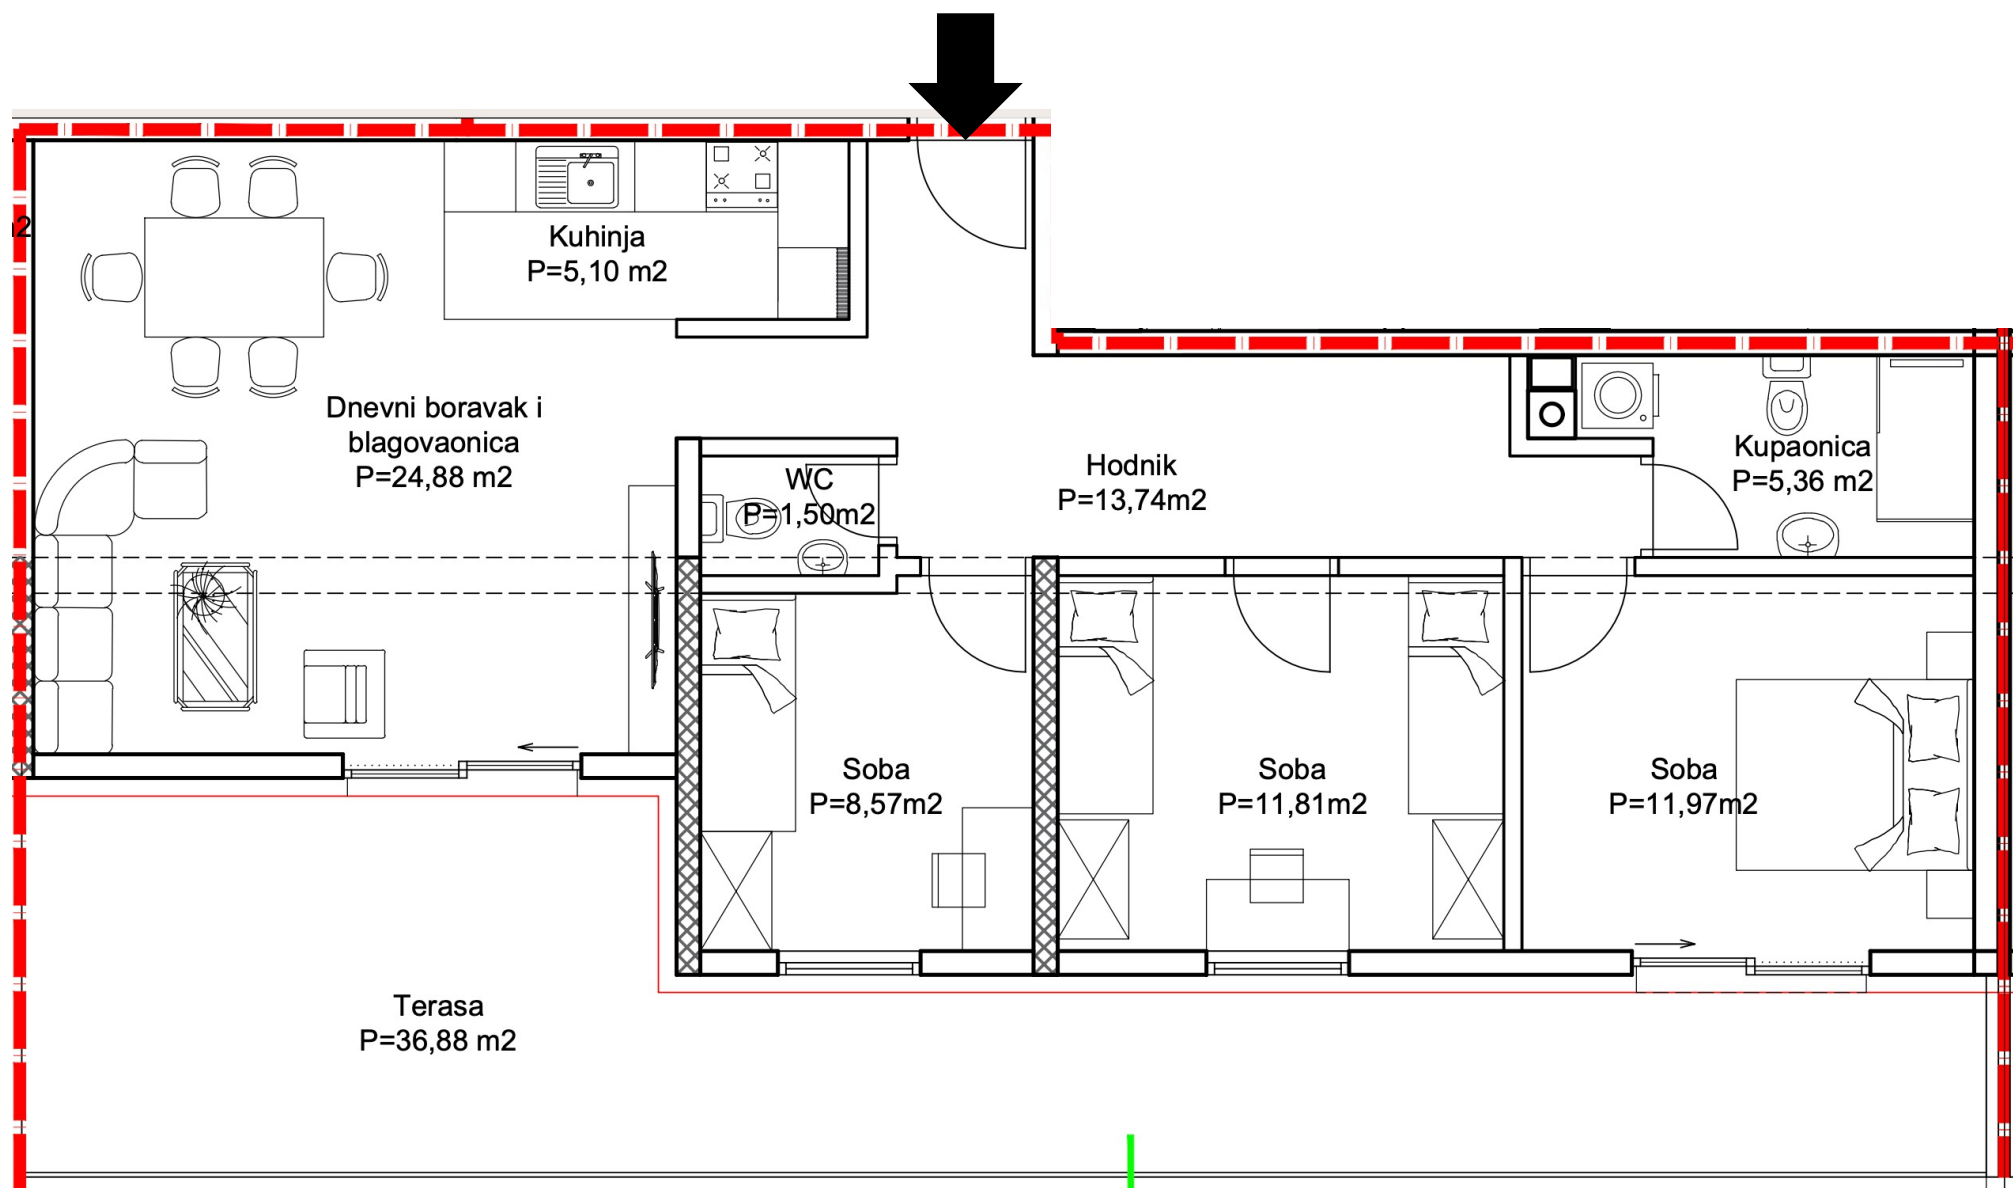 Kuhinja
P=5,10 m2
Dnevni boravak i
blagovaonica
P=24,88 m2
WC
P=1,50m2
Hodnik
P=13,74m2
Kupaonica
P=5,36 m2
Soba
P=8,57m2
Soba
P=11,81m2
Soba
P=11,97m2
Terasa
P=36,88 m2